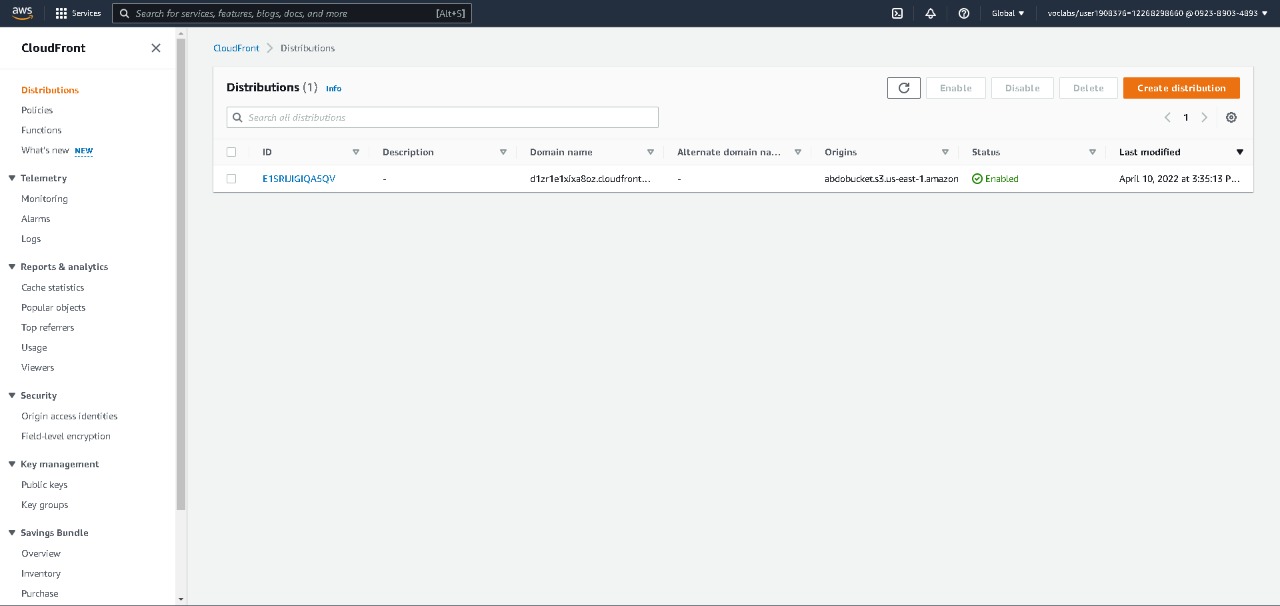 aws Services Search for services, features, blogs, docs, and more [Alt+S] Global voclabs/user1908376=12268298660 @ 0923-8903-4893
CloudFront
Distributions
Policies
Functions
What's new NEW
Telemetry
Monitoring
Alarms
Logs
Reports & analytics
Cache statistics
Popular objects
Top referrers
Usage
Viewers
Security
Origin access identities
Field-level encryption
Key management
Public keys
Key groups
Savings Bundle
Overview
Inventory
Purchase
CloudFront > Distributions
Distributions (1) Info
Enable Disable Delete Create distribution
Search all distributions
1
ID Description Domain name Alternate domain na... Origins Status Last modified
E1SRIJIGIQA5QV - d1zr1e1xixa8oz.cloudfront... - abdobucket.s3.us-east-1.amazon Enabled April 10, 2022 at 3:35:13 P...